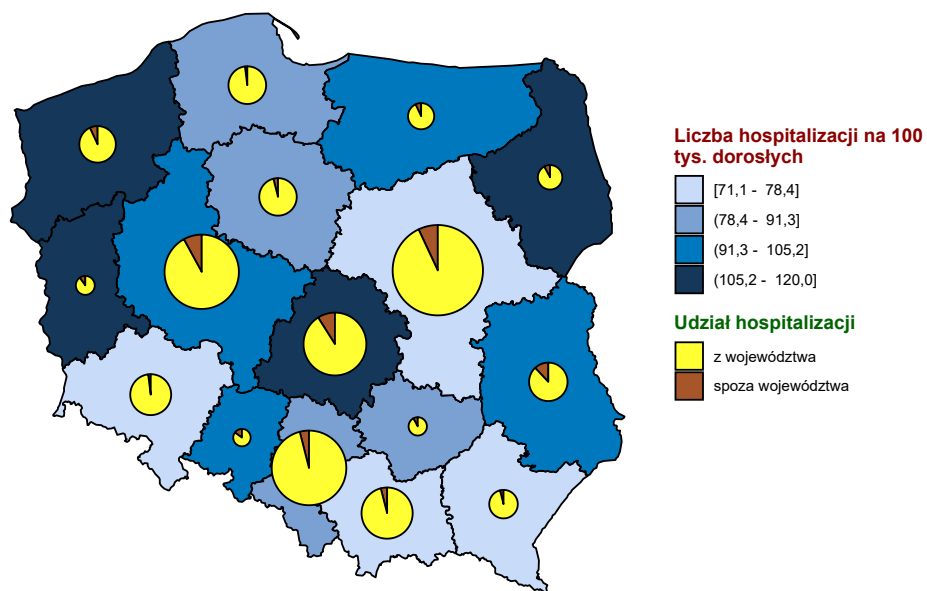 Liczba hospitalizacji na 100
tys. dorosłych
[71,1 - 78,4]
(78,4 - 91,3]
(91,3 - 105,2]
(105,2 - 120,0]
Udział hospitalizacji
z województwa
spoza województwa